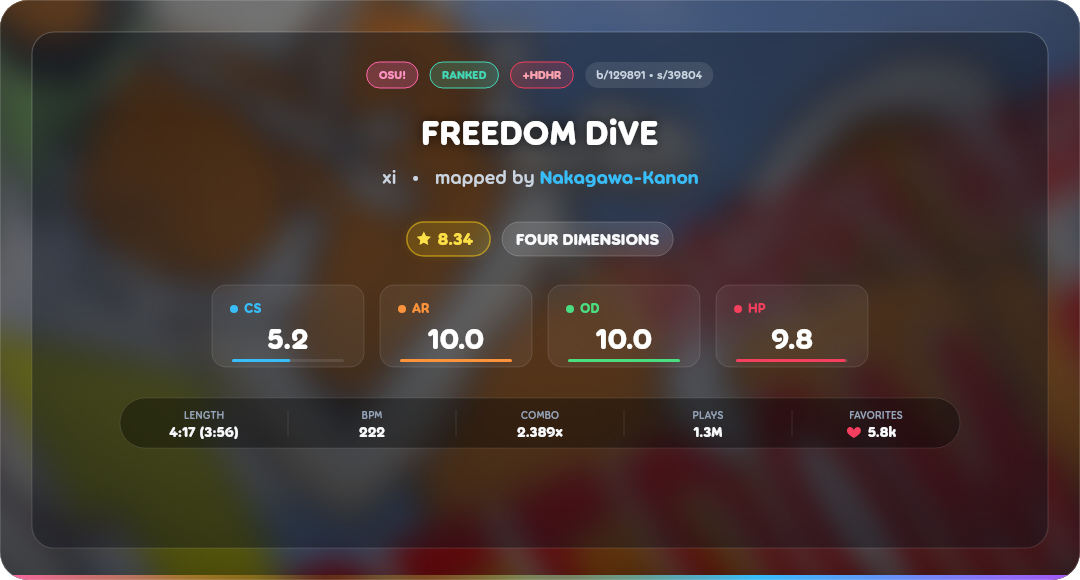 OSU! RANKED +HDHR b/129891 • s/39804
FREEDOM DiVE
xi • mapped by Nakagawa-Kanon
8.34 FOUR DIMENSIONS
CS AR OD HP
5.2 10.0 10.0 9.8
LENGTH BPM COMBO PLAYS FAVORITES
4:17 (3:56) 222 2.389x 1.3M 5.8k